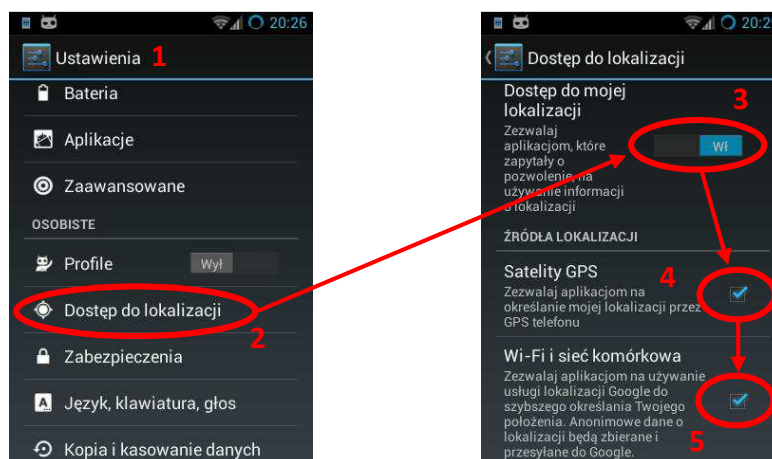 20:26
Ustawienia 1
Bateria
Aplikacje
Zaawansowane
OSOBISTE
Profile Wył
Dostęp do lokalizacji
2
Zabezpieczenia
Język, klawiatura, głos
Kopia i kasowanie danych
20:2
Dostęp do lokalizacji
Dostęp do mojej
lokalizacji
3
Zezwalaj
aplikacjom, które
zapytały o
pozwolenie, na
używanie informacji
o lokalizacji
Wł
ŹRÓDŁA LOKALIZACJI
Satelity GPS
4
Zezwalaj aplikacjom na
określanie mojej lokalizacji przez
GPS telefonu
Wi-Fi i sieć komórkowa
Zezwalaj aplikacjom na używanie
usługi lokalizacji Google do
szybszego określania Twojego
położenia. Anonimowe dane o
lokalizacji będą zbierane i
przesyłane do Google.
5